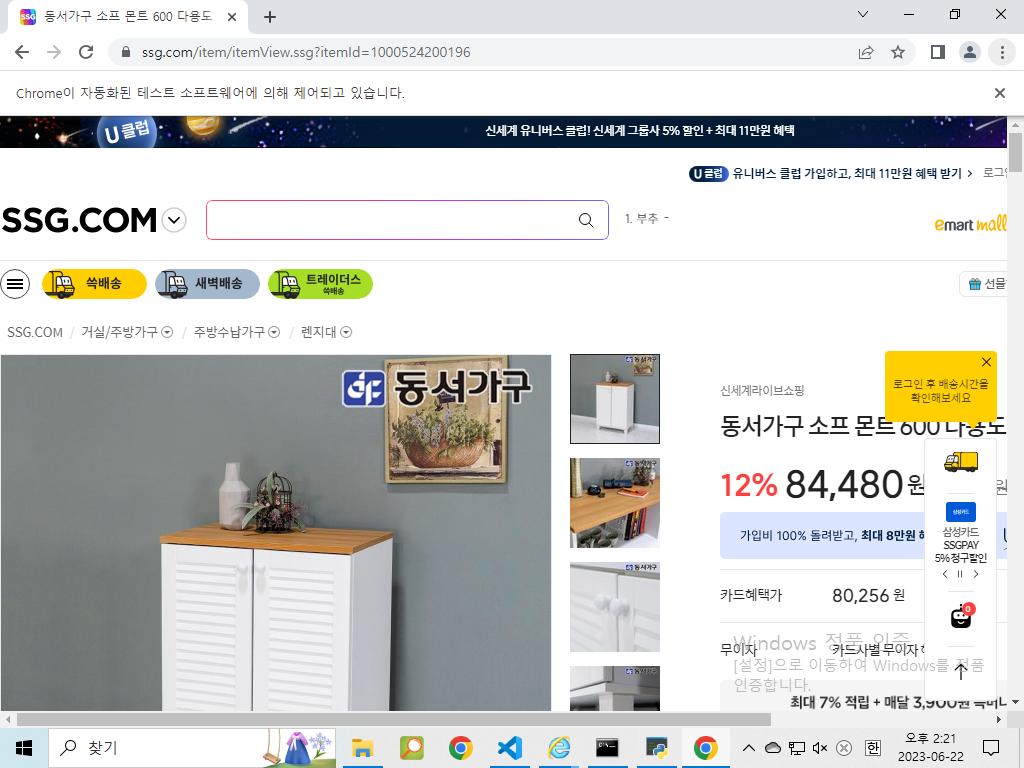 동서가구 소프 몬트 600 다용도
ssg.com/item/itemView.ssg?itemId=1000524200196
Chrome이 자동화된 테스트 소프트웨어에 의해 제어되고 있습니다.
U 클럽
신세계 유니버스 클럽! 신세계 그룹사 5% 할인 + 최대 11만원 혜택
U 클럽 유니버스 클럽 가입하고, 최대 11만원 혜택 받기 >
SSG.COM
1. 부추 -
emart mall
쓱배송
새벽배송
트레이더스
쓱배송
선물
SSG.COM / 거실/주방가구 / 주방수납가구 / 렌지대
동서가구
신세계라이브쇼핑
로그인 후 배송시간을
확인해보세요
동서가구 소프 몬트 600 다용도
12% 84,480원
가입비 100% 돌려받고, 최대 8만원
삼성카드
삼성카드
SSGPAY
5% 청구할인
카드혜택가 80,256 원
0
무이자 카드사별 무이자
Windows 정품 인증
[설정]으로 이동하여 Windows를 정품
인증합니다.
최대 7% 적립 + 매달 3,900원
찾기
한
오후 2:21
2023-06-22